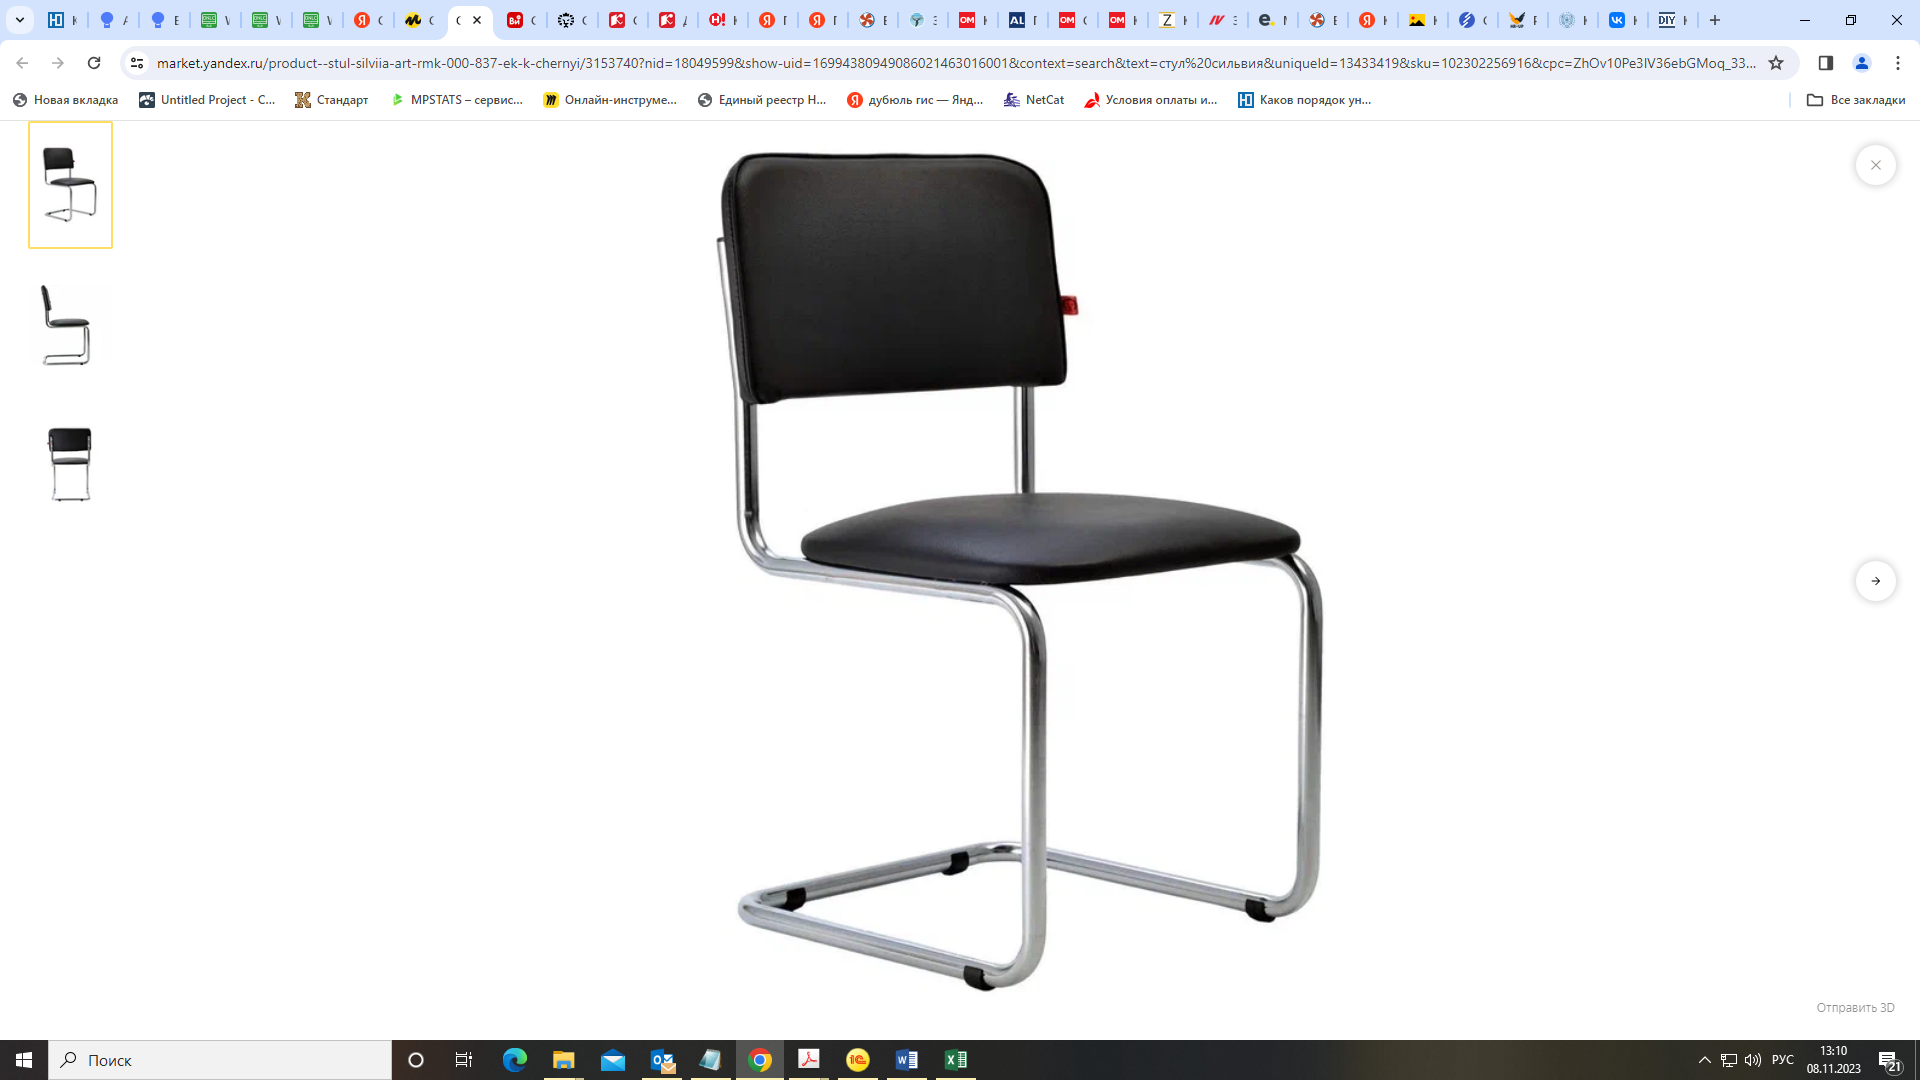 market.yandex.ru/product--stul-silviia-art-rmk-000-837-ek-k-chernyi/3153740?nid=18049599&show-uid=16994380949086021463016001&context=search&text=стул%20сильвия&uniqueId=13433419&sku=102302256916&cpc=ZhOv10Pe3IV36ebGMoq_33...
Новая вкладка
Untitled Project - C...
Стандарт
MPSTATS – сервис...
Онлайн-инструме...
Единый реестр Н...
дубюль гис — Янд...
NetCat
Условия оплаты и...
Каков порядок ун...
Все закладки
Отправить 3D
Поиск
РУС
13:10
08.11.2023
21